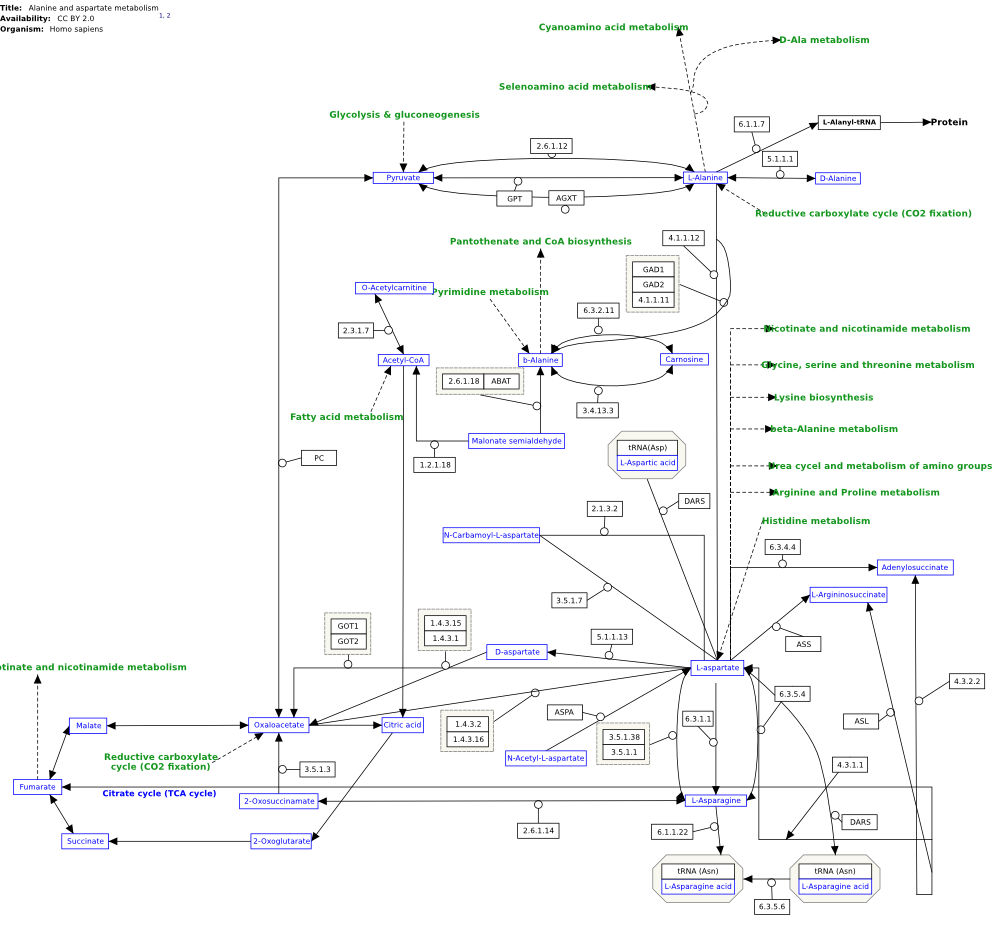 Title: Alanine and aspartate metabolism
1, 2
Availability: CC BY 2.0
Organism: Homo sapiens
Cyanoamino acid metabolism
D-Ala metabolism
Selenoamino acid metabolism
Glycolysis & gluconeogenesis
6.1.1.7
L-Alanyl-tRNA
Protein
2.6.1.12
5.1.1.1
Pyruvate
L-Alanine
D-Alanine
GPT
AGXT
Reductive carboxylate cycle (CO2 fixation)
4.1.1.12
Pantothenate and CoA biosynthesis
GAD1
GAD2
4.1.1.11
O-Acetylcarnitine
Pyrimidine metabolism
6.3.2.11
2.3.1.7
Nicotinate and nicotinamide metabolism
Acetyl-CoA
b-Alanine
Carnosine
Glycine, serine and threonine metabolism
2.6.1.18
ABAT
Lysine biosynthesis
Fatty acid metabolism
3.4.13.3
beta-Alanine metabolism
Malonate semialdehyde
tRNA(Asp)
L-Aspartic acid
PC
1.2.1.18
Urea cycel and metabolism of amino groups
Arginine and Proline metabolism
DARS
2.1.3.2
Histidine metabolism
N-Carbamoyl-L-aspartate
6.3.4.4
Adenylosuccinate
3.5.1.7
L-Argininosuccinate
GOT1
GOT2
1.4.3.15
1.4.3.1
5.1.1.13
ASS
D-aspartate
otinate and nicotinamide metabolism
L-aspartate
4.3.2.2
6.3.5.4
ASPA
6.3.1.1
ASL
Malate
Oxaloacetate
Citric acid
1.4.3.2
1.4.3.16
3.5.1.38
3.5.1.1
N-Acetyl-L-aspartate
Reductive carboxylate
cycle (CO2 fixation)
3.5.1.3
4.3.1.1
Fumarate
Citrate cycle (TCA cycle)
2-Oxosuccinamate
L-Asparagine
DARS
2.6.1.14
6.1.1.22
Succinate
2-Oxoglutarate
tRNA (Asn)
L-Asparagine acid
tRNA (Asn)
L-Asparagine acid
6.3.5.6